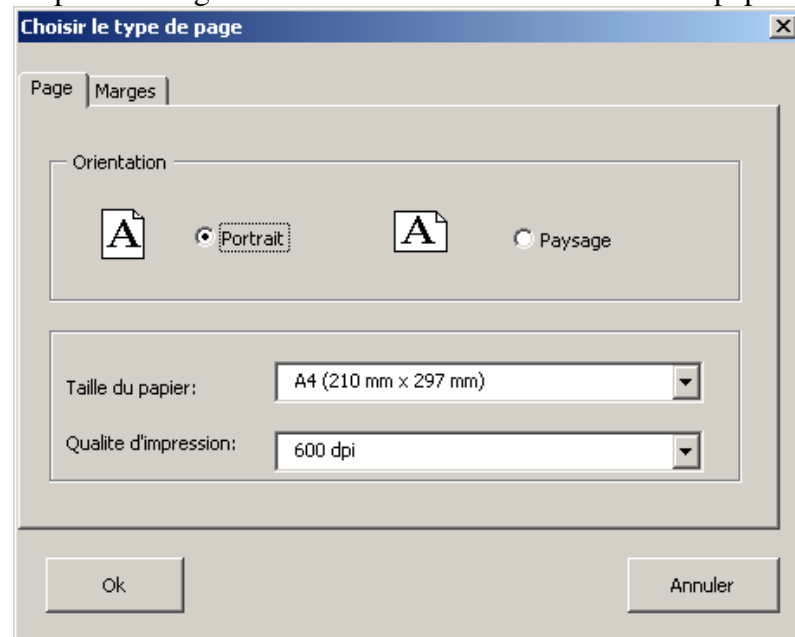 Choisir le type de page
Page Marges
Orientation
A Portrait A Paysage
Taille du papier: A4 (210 mm x 297 mm)
Qualite d'impression: 600 dpi
Ok Annuler